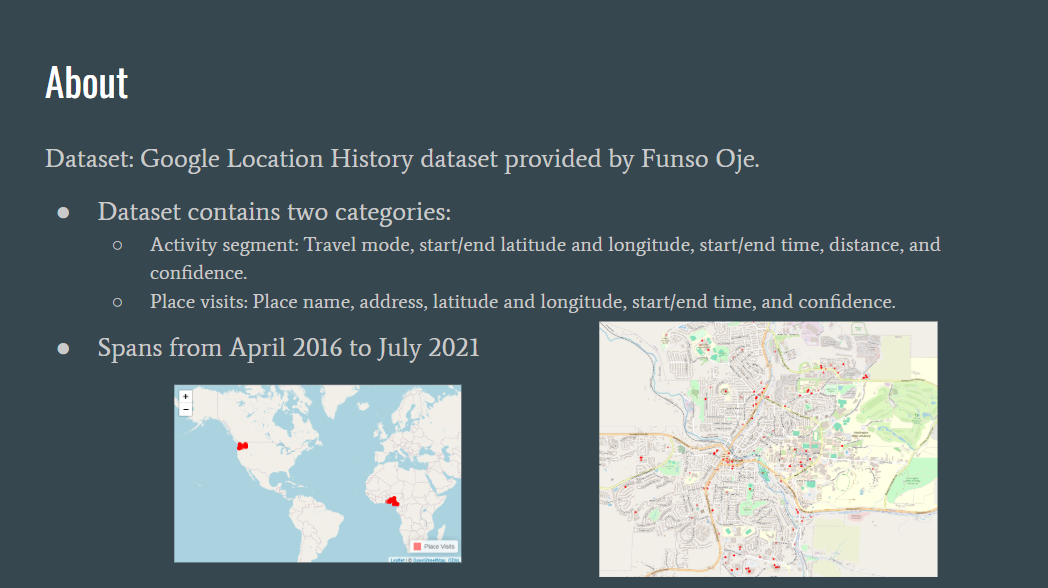 About
Dataset: Google Location History dataset provided by Funso Oje.
● Dataset contains two categories:
○ Activity segment: Travel mode, start/end latitude and longitude, start/end time, distance, and
confidence.
○ Place visits: Place name, address, latitude and longitude, start/end time, and confidence.
● Spans from April 2016 to July 2021
+
−
Place Visits
Leaflet | © OpenStreetMap